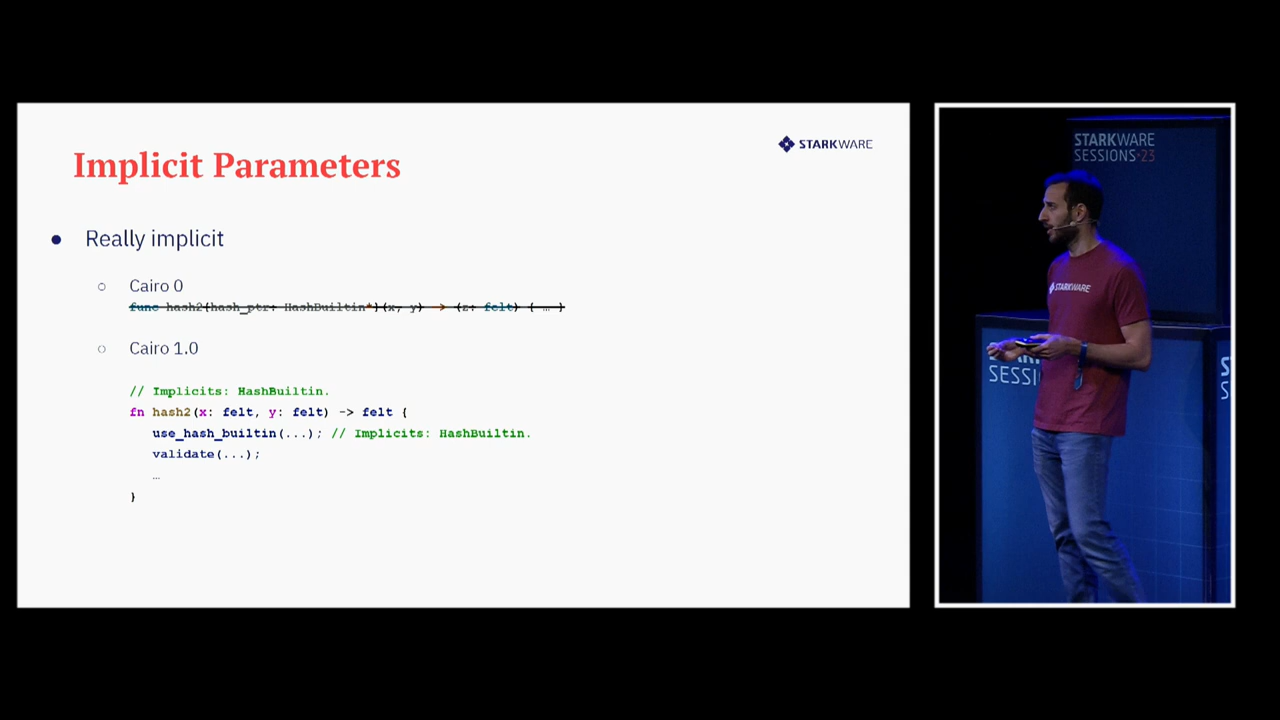 Implicit Parameters
STARKWARE
● Really implicit
○ Cairo 0
func hash2{hash_ptr: HashBuiltin*}(x, y) -> (z: felt) { … }
○ Cairo 1.0
// Implicits: HashBuiltin.
fn hash2(x: felt, y: felt) -> felt {
use_hash_builtin(...); // Implicits: HashBuiltin.
validate(...);
…
}
STARKWARE
SESSIONS 23
STARKWARE
SESSI
S